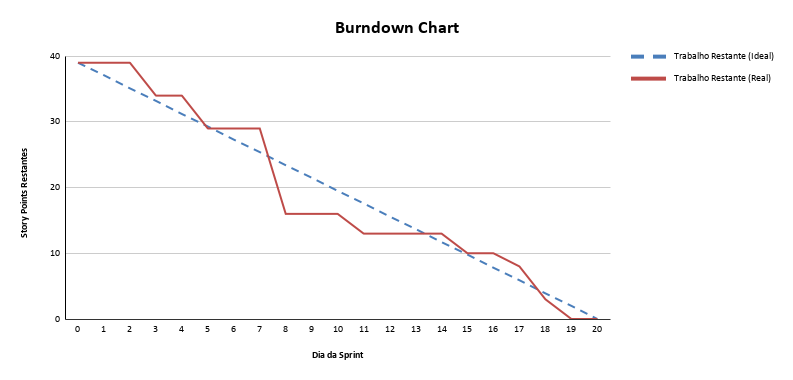 Burndown Chart
Trabalho Restante (Ideal)
Trabalho Restante (Real)
Story Points Restantes
40
30
20
10
0
0 1 2 3 4 5 6 7 8 9 10 11 12 13 14 15 16 17 18 19 20
Dia da Sprint